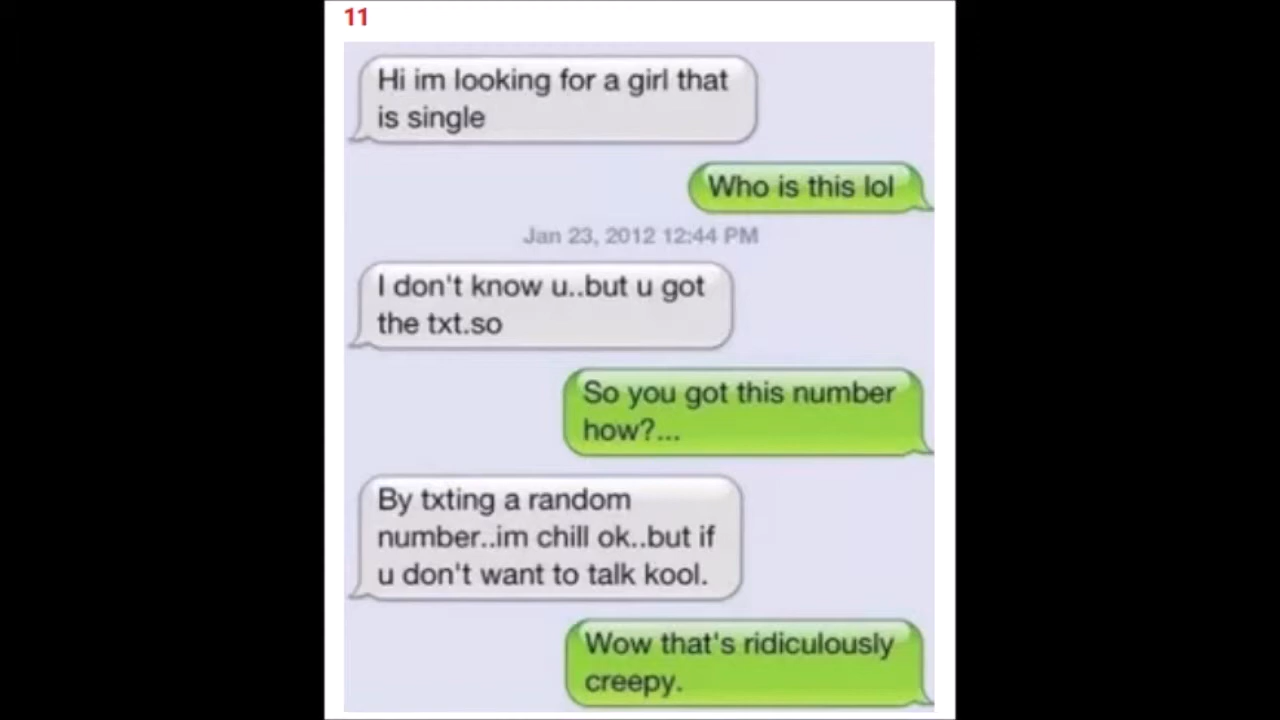 11
Hi im looking for a girl that
is single
Who is this lol
Jan 23, 2012 12:44 PM
I don't know u..but u got
the txt.so
So you got this number
how?...
By txting a random
number..im chill ok..but if
u don't want to talk kool.
Wow that's ridiculously
creepy.